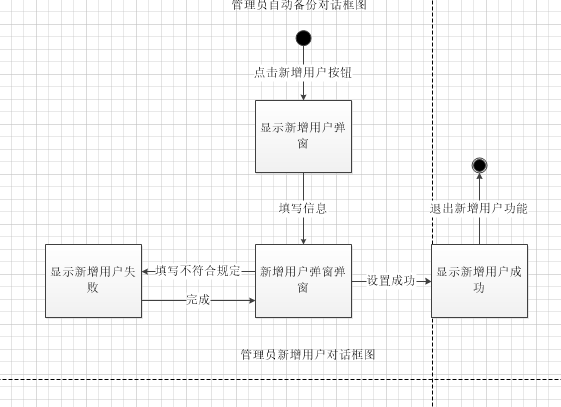 管理员自动备份对话框图
点击新增用户按钮
显示新增用户弹
窗
填写信息
退出新增用户功能
显示新增用户失
败
填写不符合规定
完成
新增用户弹窗弹
窗
设置成功
显示新增用户成
功
管理员新增用户对话框图